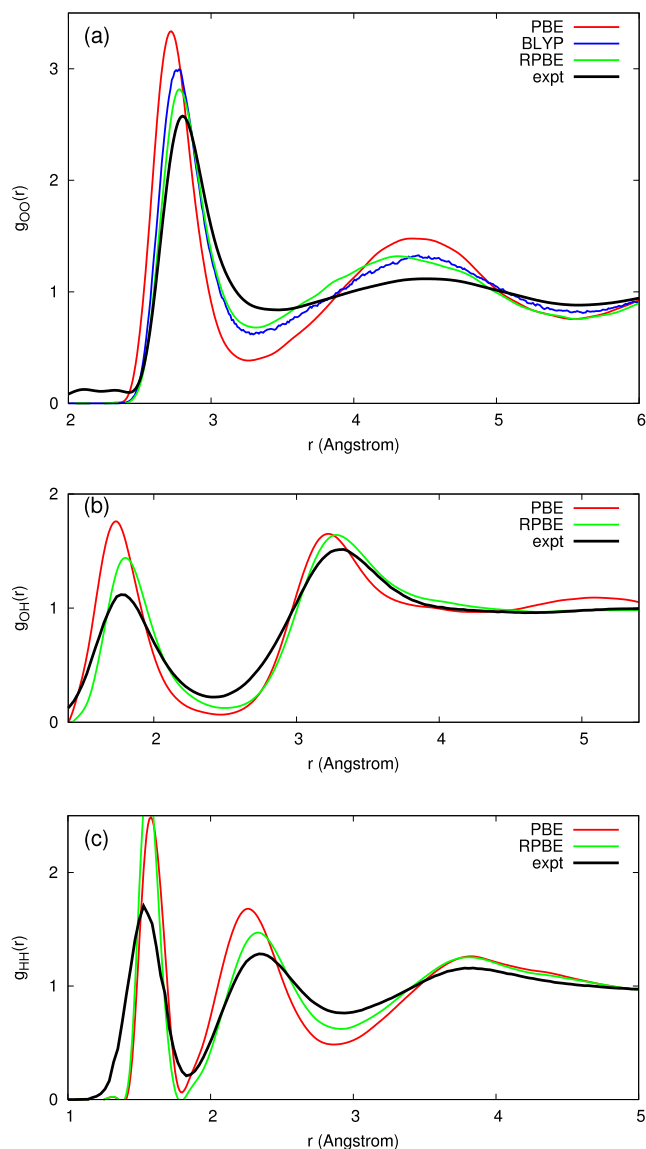 (a)
PBE
BLYP
RPBE
expt
3
2
1
0
g_OO(r)
2 3 4 5 6
r (Angstrom)
(b)
PBE
RPBE
expt
2
1
0
g_OH(r)
2 3 4 5
r (Angstrom)
(c)
PBE
RPBE
expt
2
1
0
g_HH(r)
1 2 3 4 5
r (Angstrom)